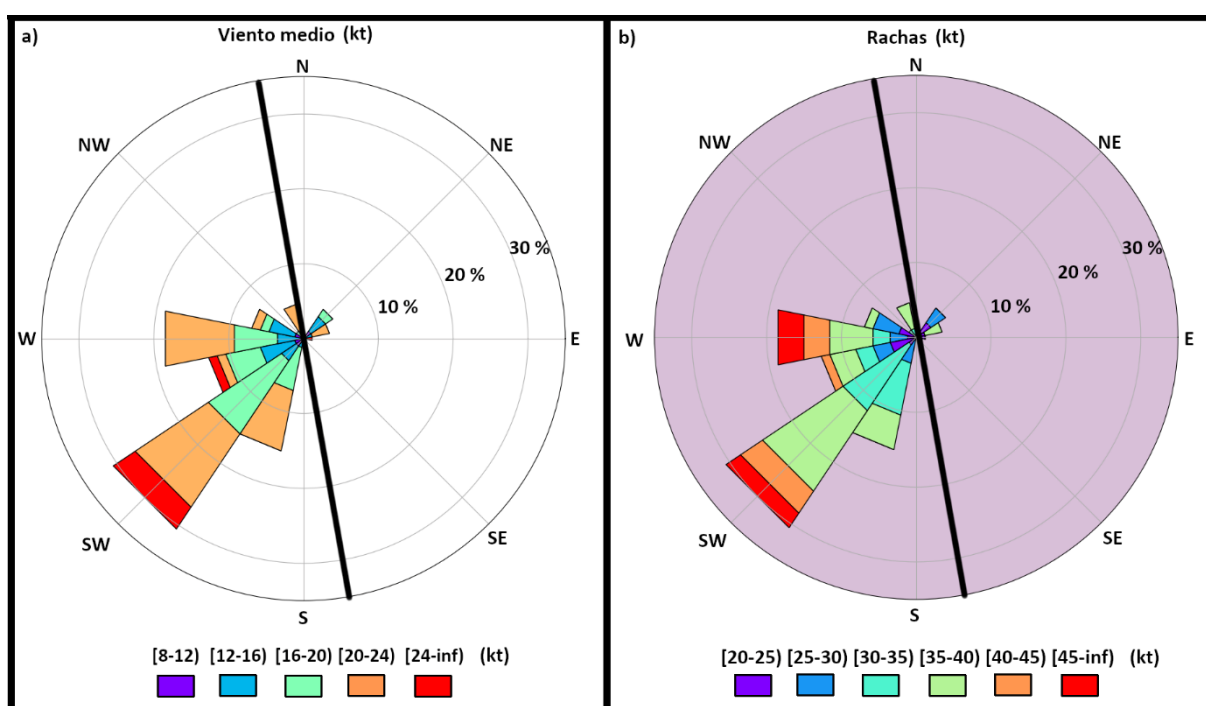 a) Viento medio (kt)
N
NW NE
30 %
20 %
10 %
W E
SW SE
S
[8-12) [12-16) [16-20) [20-24) [24-inf) (kt)
b) Rachas (kt)
N
NW NE
30 %
20 %
10 %
W E
SW SE
S
[20-25) [25-30) [30-35) [35-40) [40-45) [45-inf) (kt)